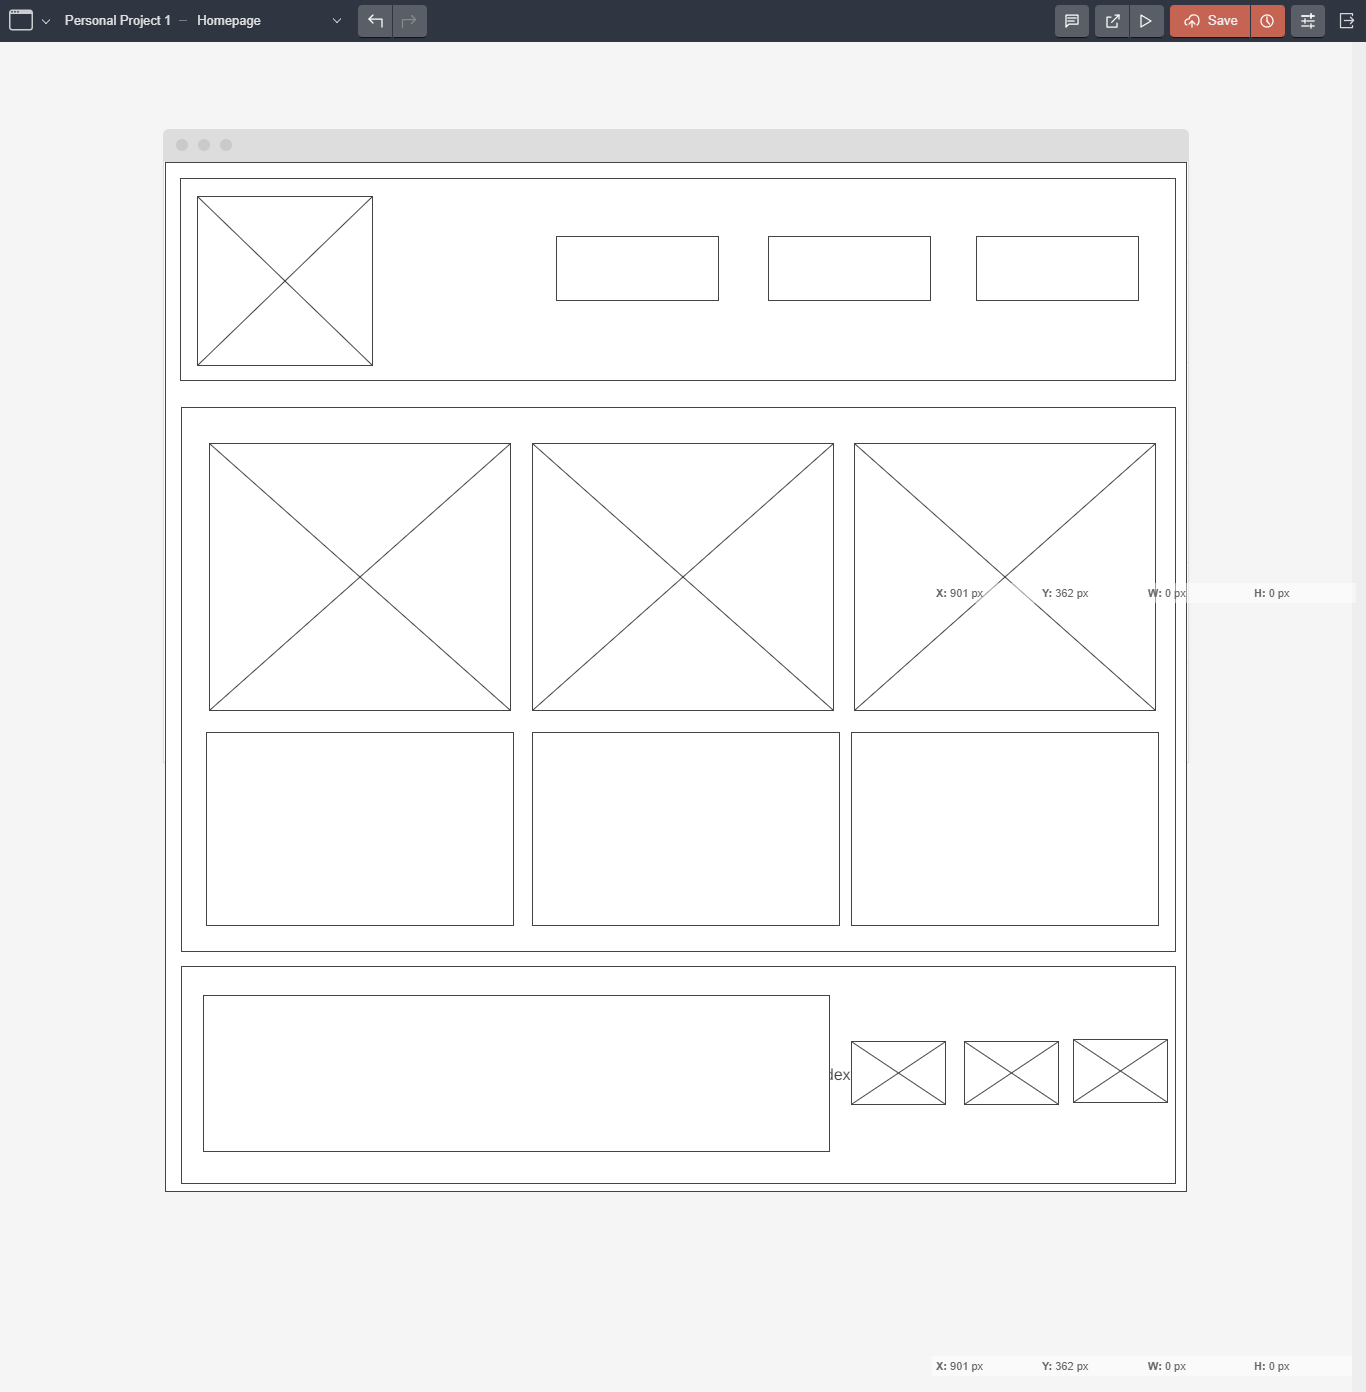 Personal Project 1 – Homepage
Save
X: 901 px Y: 362 px W: 0 px H: 0 px
dex
X: 901 px Y: 362 px W: 0 px H: 0 px